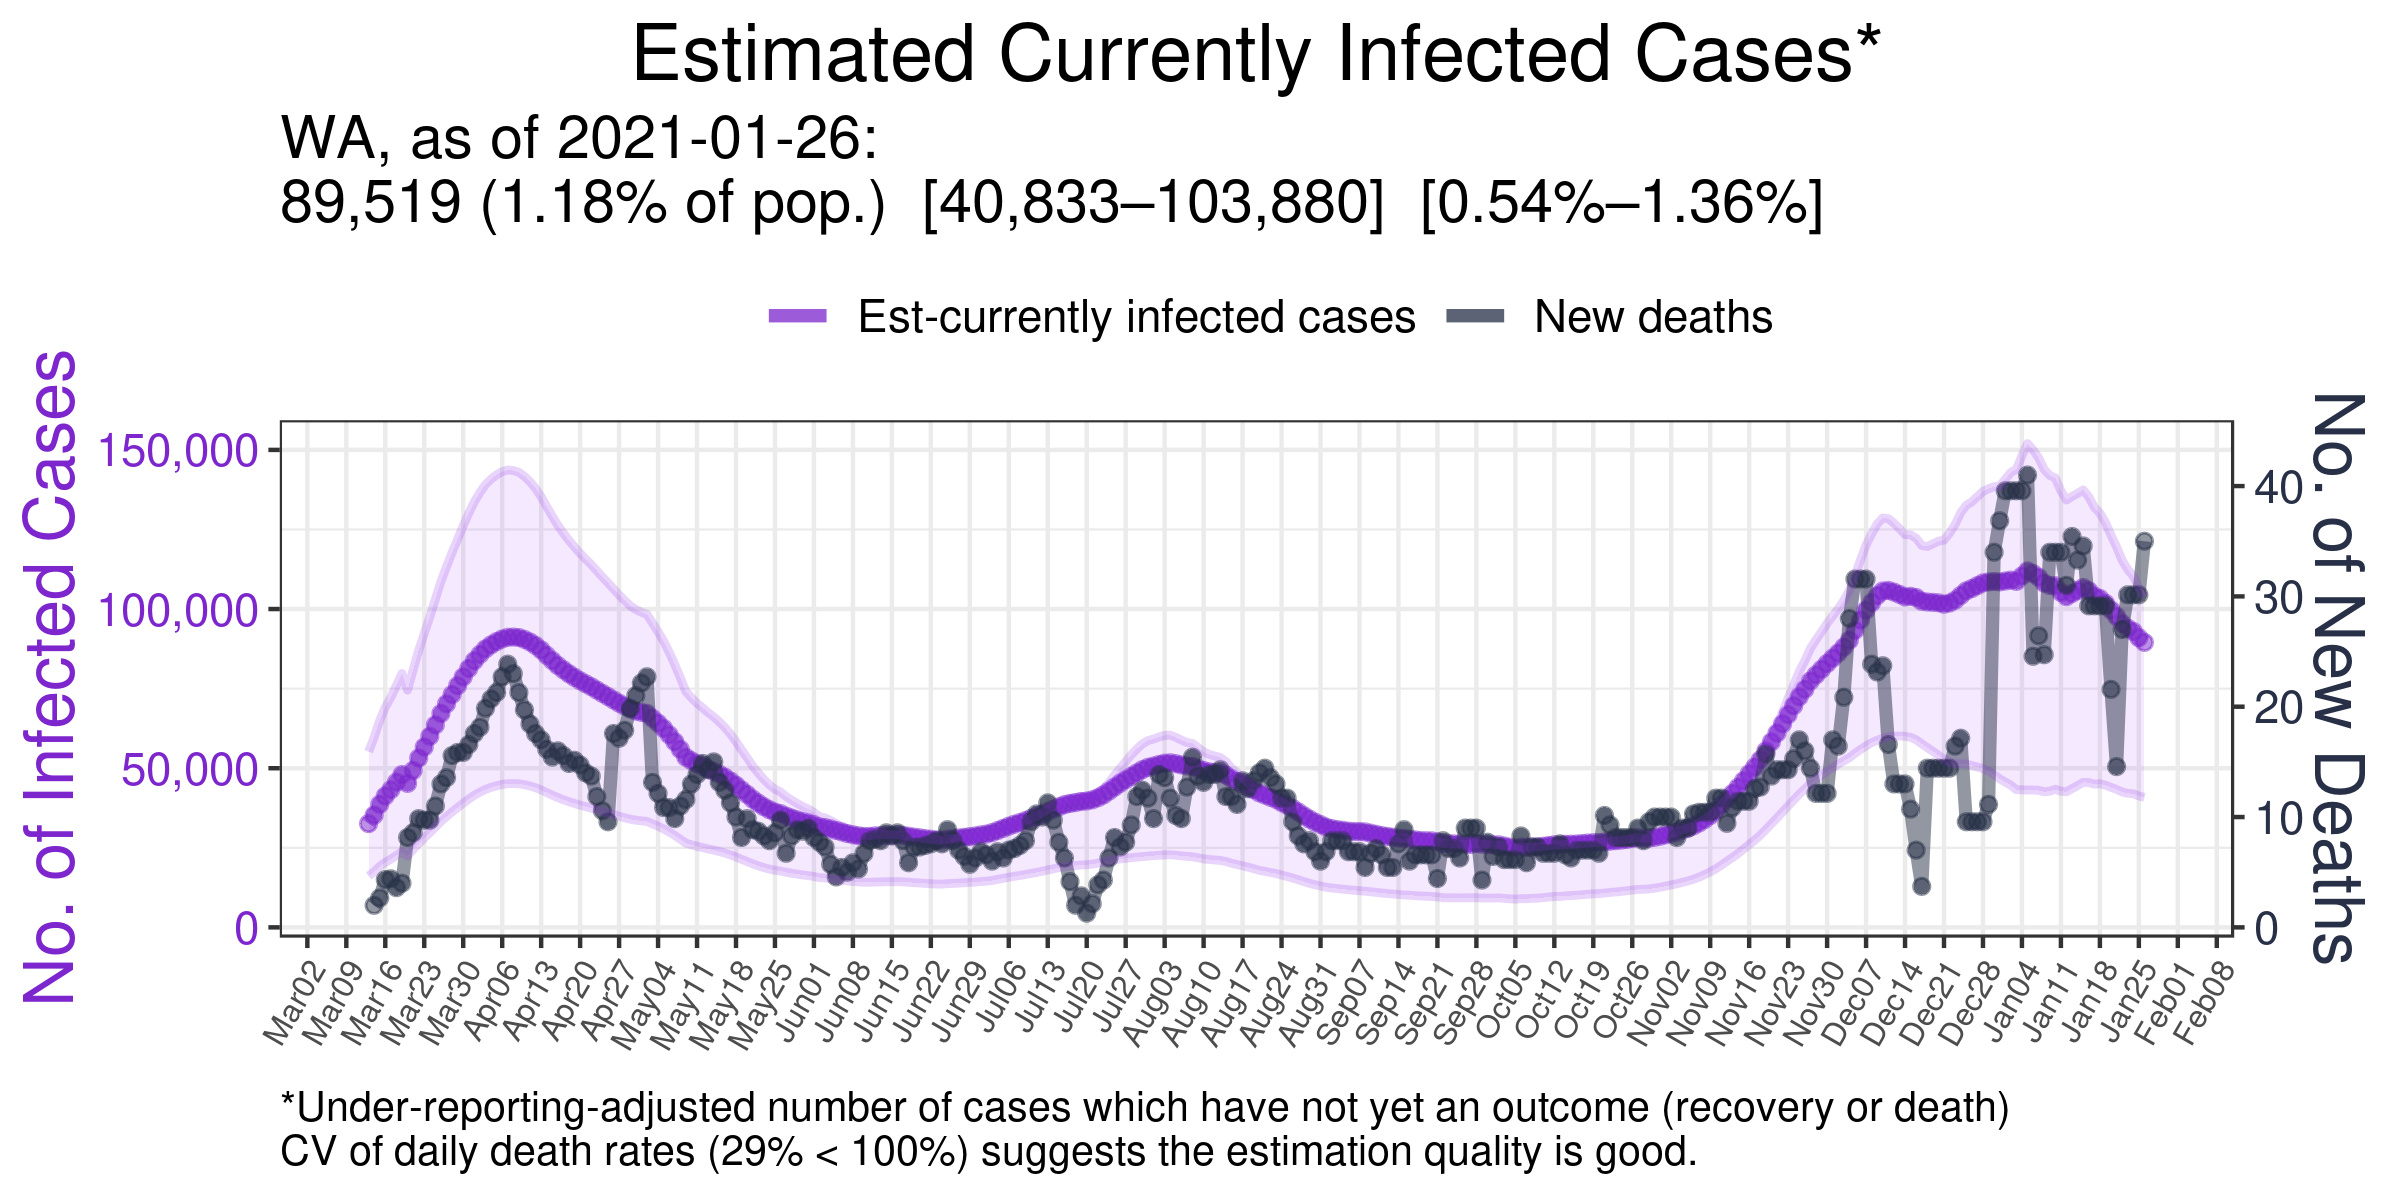 Estimated Currently Infected Cases*
WA, as of 2021-01-26:
89,519 (1.18% of pop.)  [40,833–103,880]  [0.54%–1.36%]
Est-currently infected cases
New deaths
No. of Infected Cases
150,000
100,000
50,000
0
No. of New Deaths
40
30
20
10
0
Mar02
Mar09
Mar16
Mar23
Mar30
Apr06
Apr13
Apr20
Apr27
May04
May11
May18
May25
Jun01
Jun08
Jun15
Jun22
Jun29
Jul06
Jul13
Jul20
Jul27
Aug03
Aug10
Aug17
Aug24
Aug31
Sep07
Sep14
Sep21
Sep28
Oct05
Oct12
Oct19
Oct26
Nov02
Nov09
Nov16
Nov23
Nov30
Dec07
Dec14
Dec21
Dec28
Jan04
Jan11
Jan18
Jan25
Feb01
Feb08
*Under-reporting-adjusted number of cases which have not yet an outcome (recovery or death)
CV of daily death rates (29% < 100%) suggests the estimation quality is good.